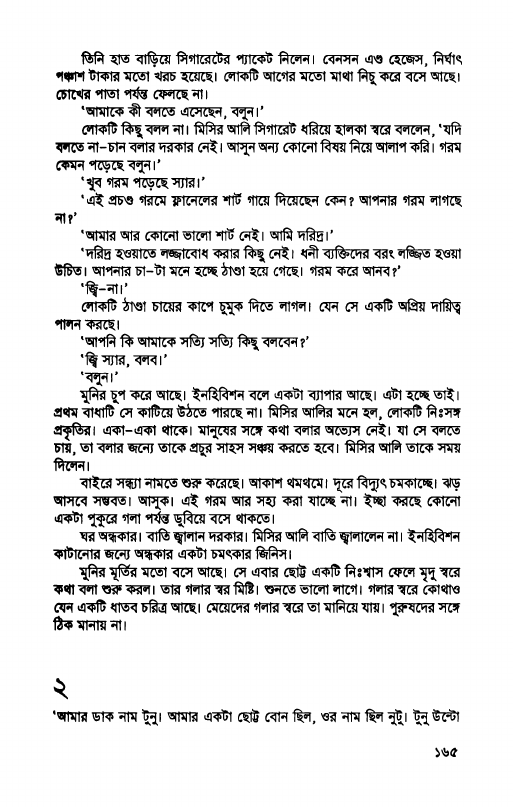 তিনি হাত বাড়িয়ে সিগারেটের প্যাকেট নিলেন। বেনসন এণ্ড হেজেস, নির্ঘাৎ
পঞ্চাশ টাকার মতো খরচ হয়েছে। লোকটি আগের মতো মাথা নিচু করে বসে আছে।
চোখের পাতা পর্যন্ত ফেলছে না।
‘আমাকে কী বলতে এসেছেন, বলুন।’
লোকটি কিছু বলল না। মিসির আলি সিগারেট ধরিয়ে হালকা স্বরে বললেন, ‘যদি
বলতে না–চান বলার দরকার নেই। আসুন অন্য কোনো বিষয় নিয়ে আলাপ করি। গরম
কেমন পড়েছে বলুন।’
‘খুব গরম পড়েছে স্যার।’
‘এই প্রচণ্ড গরমে ফ্লানেলের শার্ট গায়ে দিয়েছেন কেন? আপনার গরম লাগছে
না?’
‘আমার আর কোনো ভালো শার্ট নেই। আমি দরিদ্র।’
‘দরিদ্র হওয়াতে লজ্জাবোধ করার কিছু নেই। ধনী ব্যক্তিদের বরং লজ্জিত হওয়া
উচিত। আপনার চা–টা মনে হচ্ছে ঠাণ্ডা হয়ে গেছে। গরম করে আনব?’
‘জ্বি–না।’
লোকটি ঠাণ্ডা চায়ের কাপে চুমুক দিতে লাগল। যেন সে একটি অপ্রিয় দায়িত্ব
পালন করছে।
‘আপনি কি আমাকে সত্যি সত্যি কিছু বলবেন?’
‘জ্বি স্যার, বলব।’
‘বলুন।’
মুনির চুপ করে আছে। ইনহিবিশন বলে একটা ব্যাপার আছে। এটা হচ্ছে তাই।
প্রথম বাধাটি সে কাটিয়ে উঠতে পারছে না। মিসির আলির মনে হল, লোকটি নিঃসঙ্গ
প্রকৃতির। একা–একা থাকে। মানুষের সঙ্গে কথা বলার অভ্যেস নেই। যা সে বলতে
চায়, তা বলার জন্যে তাকে প্রচুর সাহস সঞ্চয় করতে হবে। মিসির আলি তাকে সময়
দিলেন।
বাইরে সন্ধ্যা নামতে শুরু করেছে। আকাশ থমথমে। দূরে বিদ্যুৎ চমকাচ্ছে। ঝড়
আসবে সম্ভবত। আসুক। এই গরম আর সহ্য করা যাচ্ছে না। ইচ্ছা করছে কোনো
একটা পুকুরে গলা পর্যন্ত ডুবিয়ে বসে থাকতে।
ঘর অন্ধকার। বাতি জ্বালান দরকার। মিসির আলি বাতি জ্বালালেন না। ইনহিবিশন
কাটানোর জন্যে অন্ধকার একটা চমৎকার জিনিস।
মুনির মূর্তির মতো বসে আছে। সে এবার ছোট্ট একটি নিঃশ্বাস ফেলে মৃদু স্বরে
কথা বলা শুরু করল। তার গলার স্বর মিষ্টি। শুনতে ভালো লাগে। গলার স্বরে কোথাও
যেন একটি ধাতব চরিত্র আছে। মেয়েদের গলার স্বরে তা মানিয়ে যায়। পুরুষদের সঙ্গে
ঠিক মানায় না।
২
‘আমার ডাক নাম টুনু। আমার একটা ছোট্ট বোন ছিল, ওর নাম ছিল নুটু। টুনু উল্টো
১৬৫